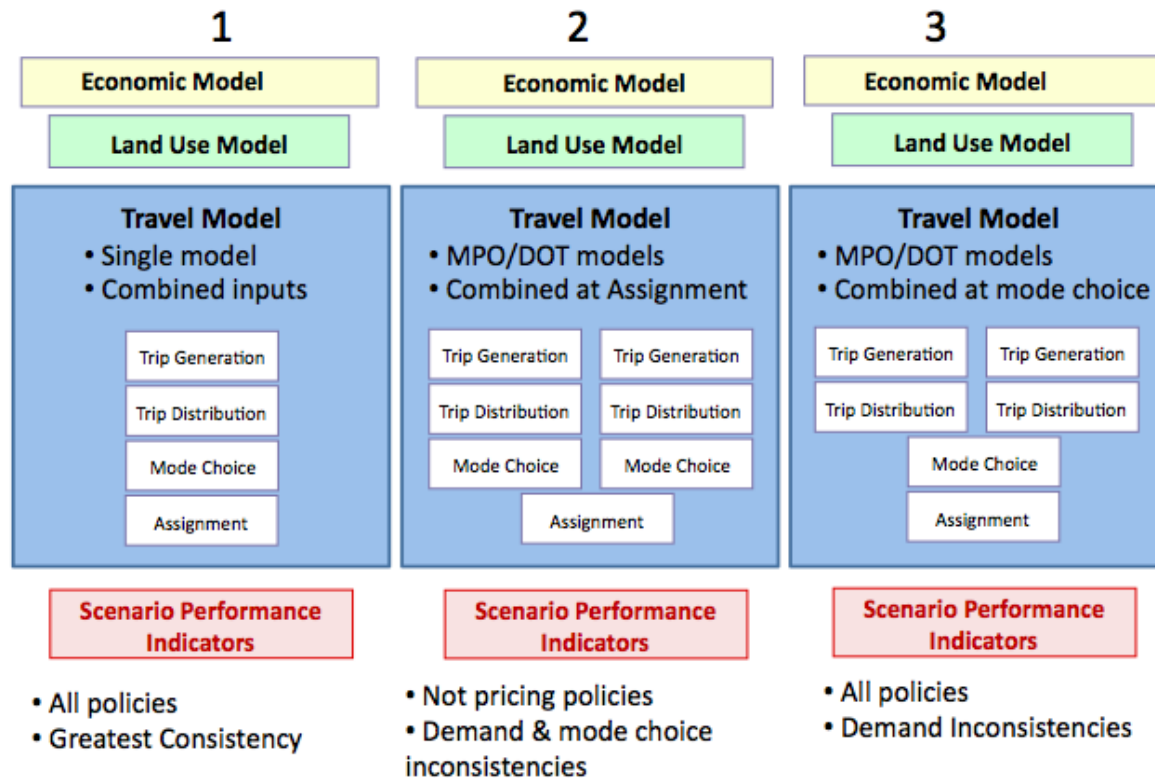 1
Economic Model
Land Use Model
Travel Model
• Single model
• Combined inputs
Trip Generation
Trip Distribution
Mode Choice
Assignment
Scenario Performance
Indicators
• All policies
• Greatest Consistency
2
Economic Model
Land Use Model
Travel Model
• MPO/DOT models
• Combined at Assignment
Trip Generation
Trip Generation
Trip Distribution
Trip Distribution
Mode Choice
Mode Choice
Assignment
Scenario Performance
Indicators
• Not pricing policies
• Demand & mode choice
inconsistencies
3
Economic Model
Land Use Model
Travel Model
• MPO/DOT models
• Combined at mode choice
Trip Generation
Trip Generation
Trip Distribution
Trip Distribution
Mode Choice
Assignment
Scenario Performance
Indicators
• All policies
• Demand Inconsistencies